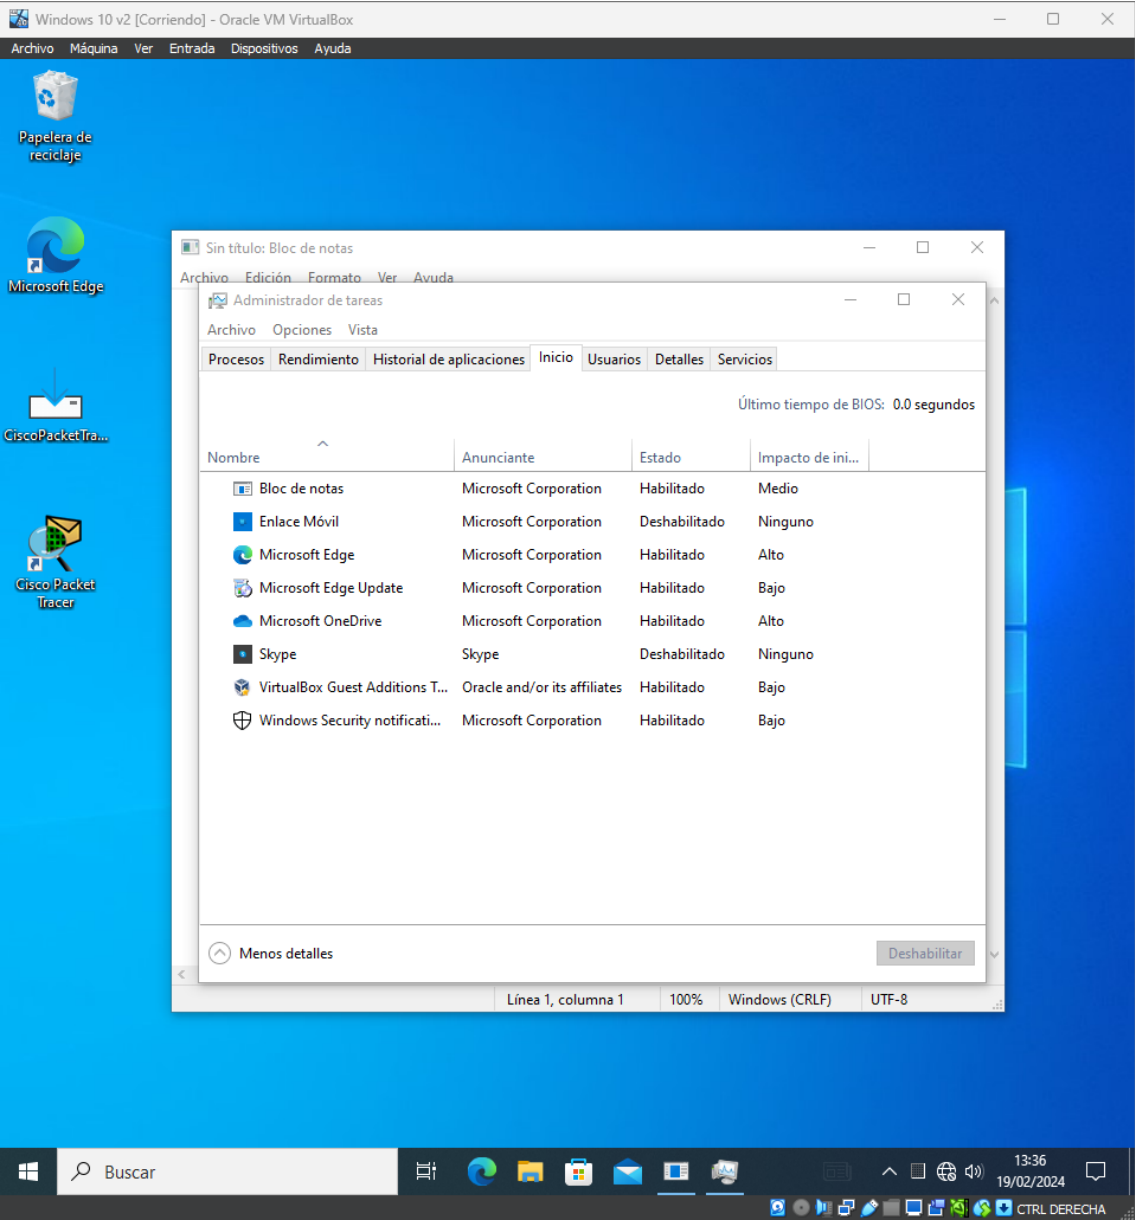 Windows 10 v2 [Corriendo] - Oracle VM VirtualBox
Archivo Máquina Ver Entrada Dispositivos Ayuda
Papelera de
reciclaje
Microsoft Edge
CiscoPacketTra...
Cisco Packet
Tracer
Sin título: Bloc de notas
Archivo Edición Formato Ver Ayuda
Administrador de tareas
Archivo Opciones Vista
Procesos Rendimiento Historial de aplicaciones Inicio Usuarios Detalles Servicios
Último tiempo de BIOS: 0.0 segundos
Nombre Anunciante Estado Impacto de ini...
Bloc de notas Microsoft Corporation Habilitado Medio
Enlace Móvil Microsoft Corporation Deshabilitado Ninguno
Microsoft Edge Microsoft Corporation Habilitado Alto
Microsoft Edge Update Microsoft Corporation Habilitado Bajo
Microsoft OneDrive Microsoft Corporation Habilitado Alto
Skype Skype Deshabilitado Ninguno
VirtualBox Guest Additions T... Oracle and/or its affiliates Habilitado Bajo
Windows Security notificati... Microsoft Corporation Habilitado Bajo
Menos detalles Deshabilitar
Línea 1, columna 1 100% Windows (CRLF) UTF-8
Buscar
13:36
19/02/2024
CTRL DERECHA